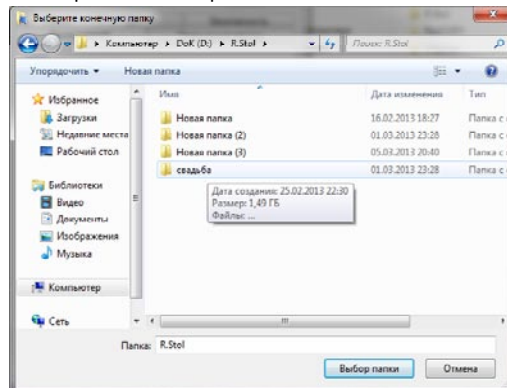 Выберите конечную папку
Компьютер ▸ DoK (D:) ▸ R.Stol ▸
Поиск: R.Stol
Упорядочить ▾ Новая папка
Имя Дата изменения Тип
Избранное
Загрузки
Недавние места
Рабочий стол
Библиотеки
Видео
Документы
Изображения
Музыка
Компьютер
Сеть
Новая папка 16.02.2013 18:27 Папка с
Новая папка (2) 01.03.2013 23:28 Папка с
Новая папка (3) 05.03.2013 20:40 Папка с
свадьба 01.03.2013 23:28 Папка с
Дата создания: 25.02.2013 22:30
Размер: 1,49 ГБ
Файлы: ...
Папка: R.Stol
Выбор папки Отмена